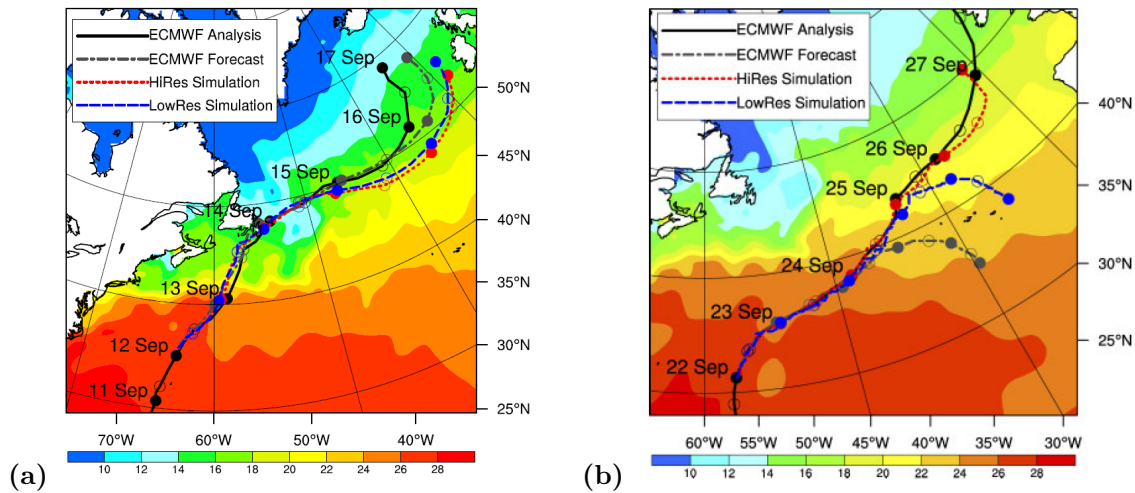 ECMWF Analysis
ECMWF Forecast
HiRes Simulation
LowRes Simulation
17 Sep
16 Sep
15 Sep
14 Sep
13 Sep
12 Sep
11 Sep
50°N
45°N
40°N
35°N
30°N
25°N
70°W 60°W 50°W 40°W
10 12 14 16 18 20 22 24 26 28
(a)
ECMWF Analysis
ECMWF Forecast
HiRes Simulation
LowRes Simulation
27 Sep
26 Sep
25 Sep
24 Sep
23 Sep
22 Sep
40°N
35°N
30°N
25°N
60°W 55°W 50°W 45°W 40°W 35°W 30°W
10 12 14 16 18 20 22 24 26 28
(b)